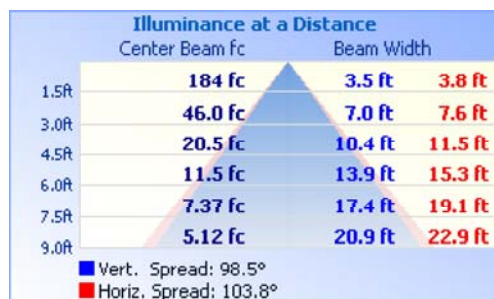 Illuminance at a Distance
Center Beam fc Beam Width
1.5ft 184 fc 3.5 ft 3.8 ft
3.0ft 46.0 fc 7.0 ft 7.6 ft
4.5ft 20.5 fc 10.4 ft 11.5 ft
6.0ft 11.5 fc 13.9 ft 15.3 ft
7.5ft 7.37 fc 17.4 ft 19.1 ft
9.0ft 5.12 fc 20.9 ft 22.9 ft
Vert. Spread: 98.5°
Horiz. Spread: 103.8°